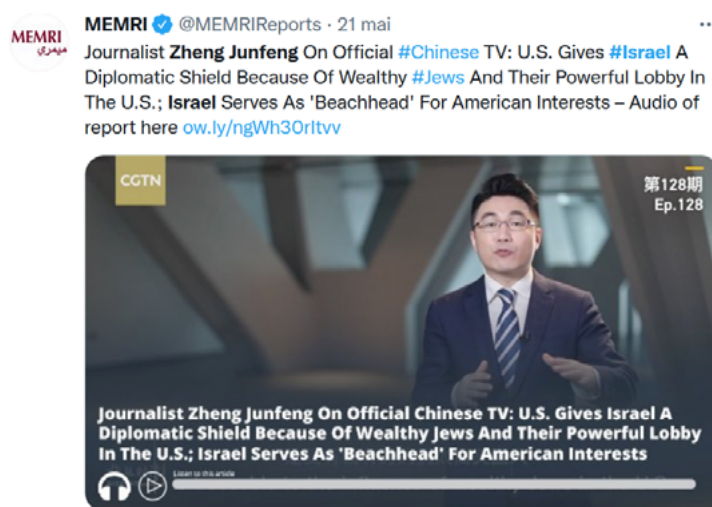 MEMRI @MEMRIReports · 21 mai
MEMRI
ميمري
Journalist Zheng Junfeng On Official #Chinese TV: U.S. Gives #Israel A
Diplomatic Shield Because Of Wealthy #Jews And Their Powerful Lobby In
The U.S.; Israel Serves As 'Beachhead' For American Interests – Audio of
report here ow.ly/ngWh30rltvv
CGTN
第128期
Ep.128
Journalist Zheng Junfeng On Official Chinese TV: U.S. Gives Israel A
Diplomatic Shield Because Of Wealthy Jews And Their Powerful Lobby
In The U.S.; Israel Serves As 'Beachhead' For American Interests
Listen to this article